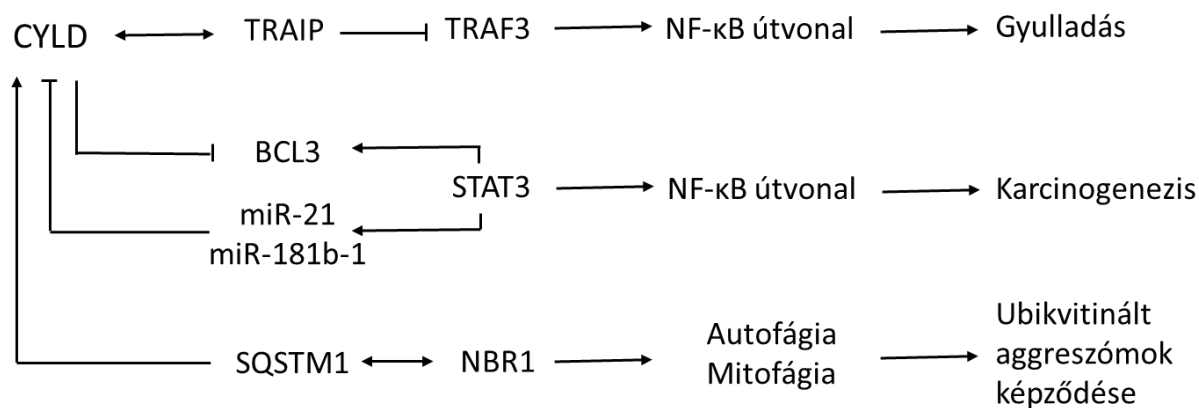 CYLD
TRAIP
TRAF3
NF-κB útvonal
Gyulladás
BCL3
STAT3
NF-κB útvonal
Karcinogenezis
miR-21
miR-181b-1
SQSTM1
NBR1
Autofágia
Mitofágia
Ubikvitinált
aggreszómok
képződése